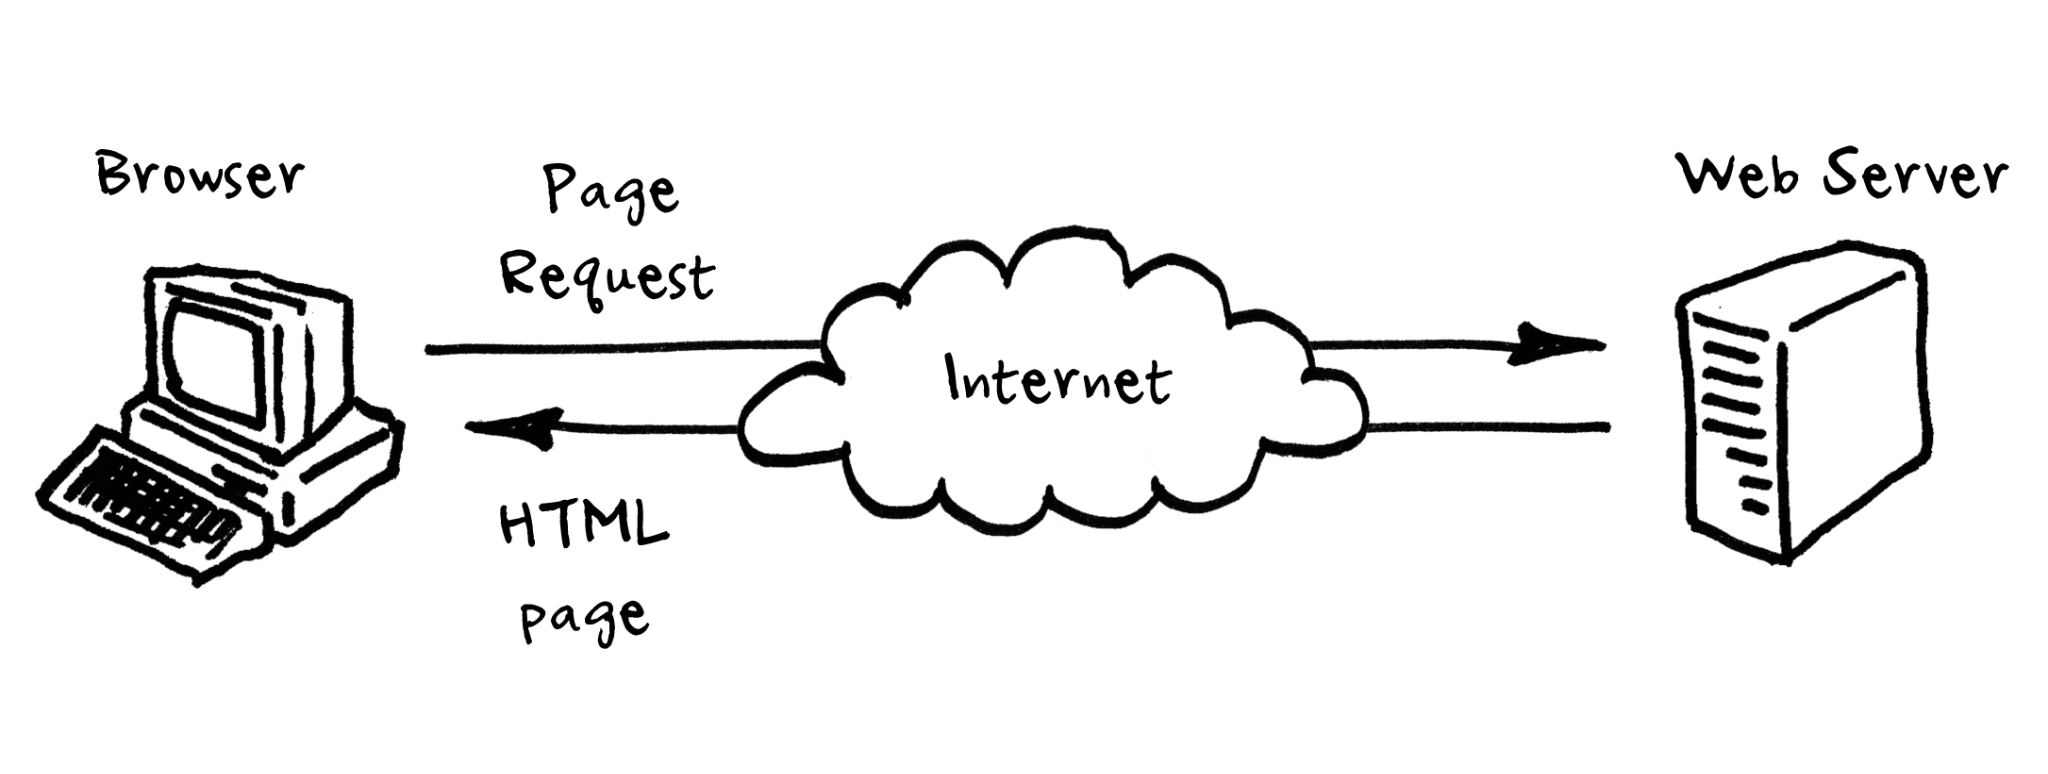 Browser
Page
Request
Internet
HTML
page
Web Server